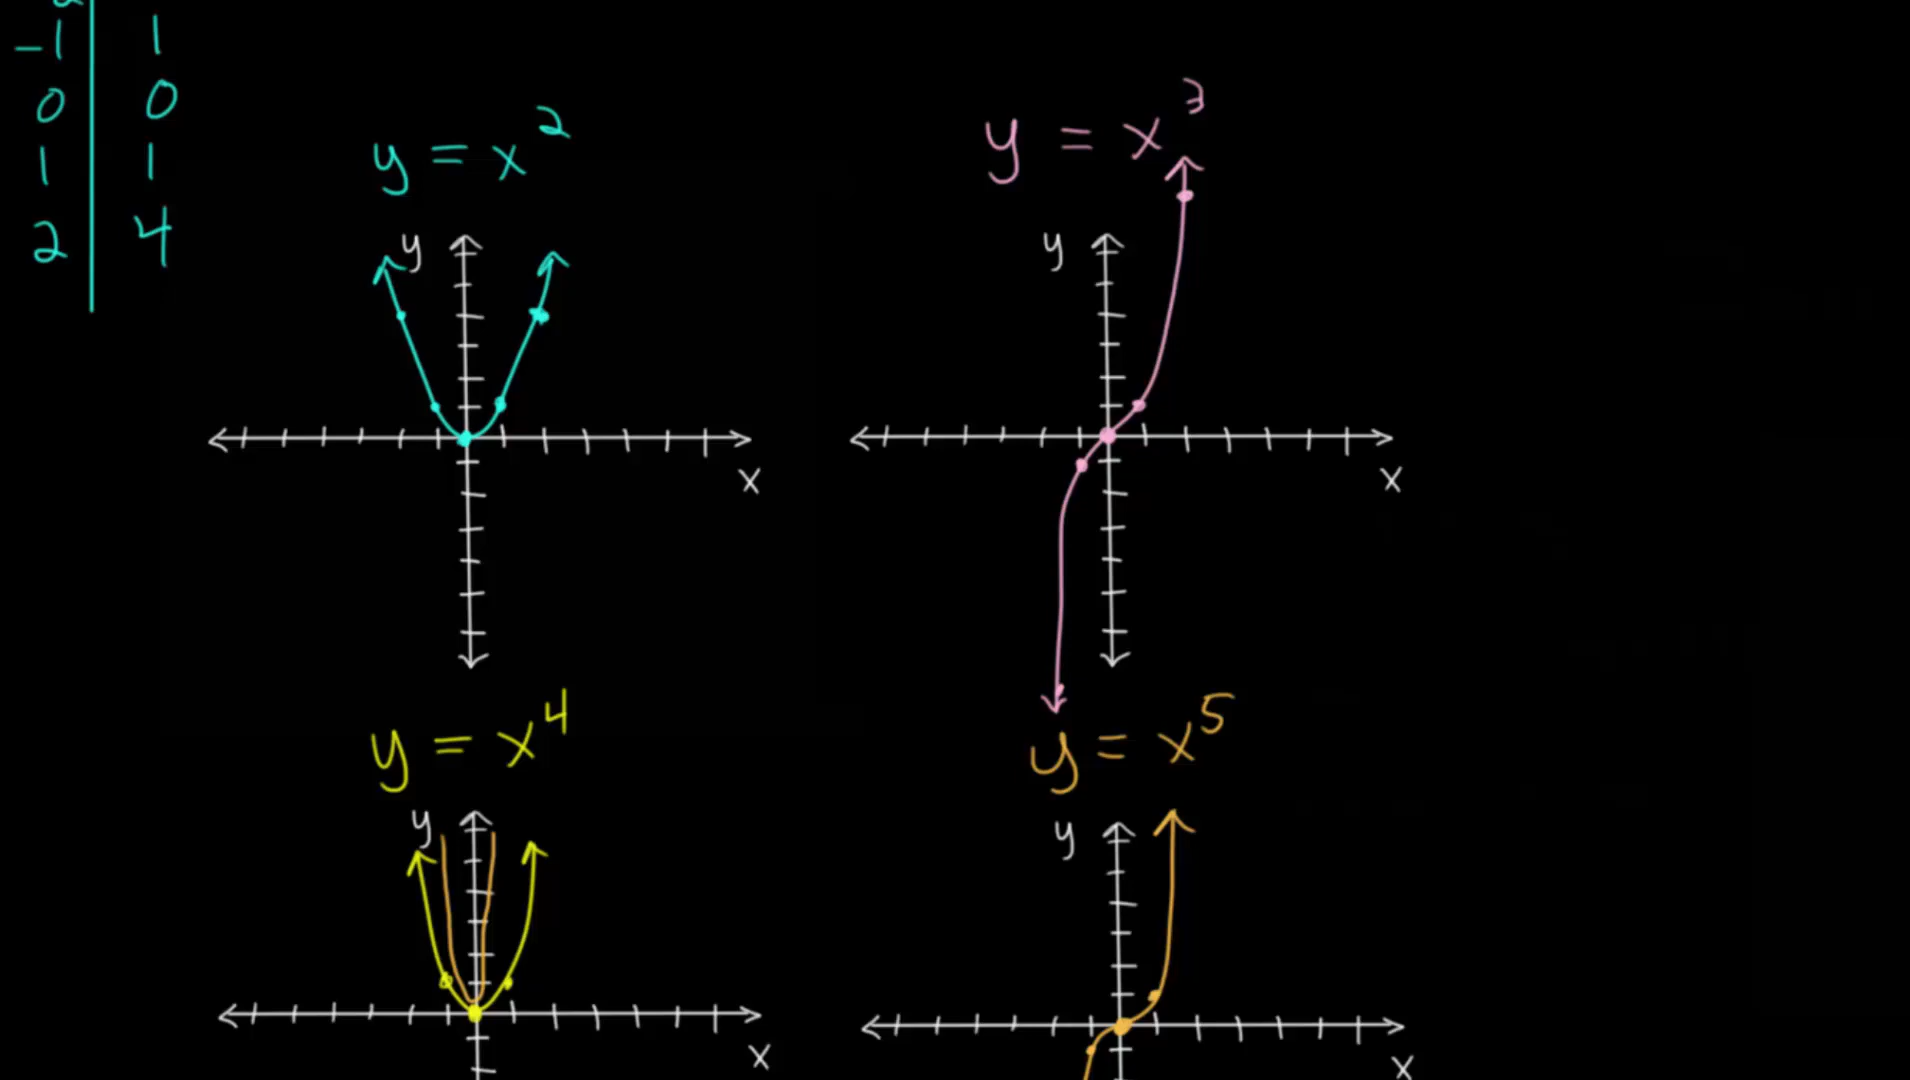 -1 1
0 0
1 1
2 4
y = x²
y
x
y = x³
y
x
y = x⁴
y
x
y = x⁵
y
x